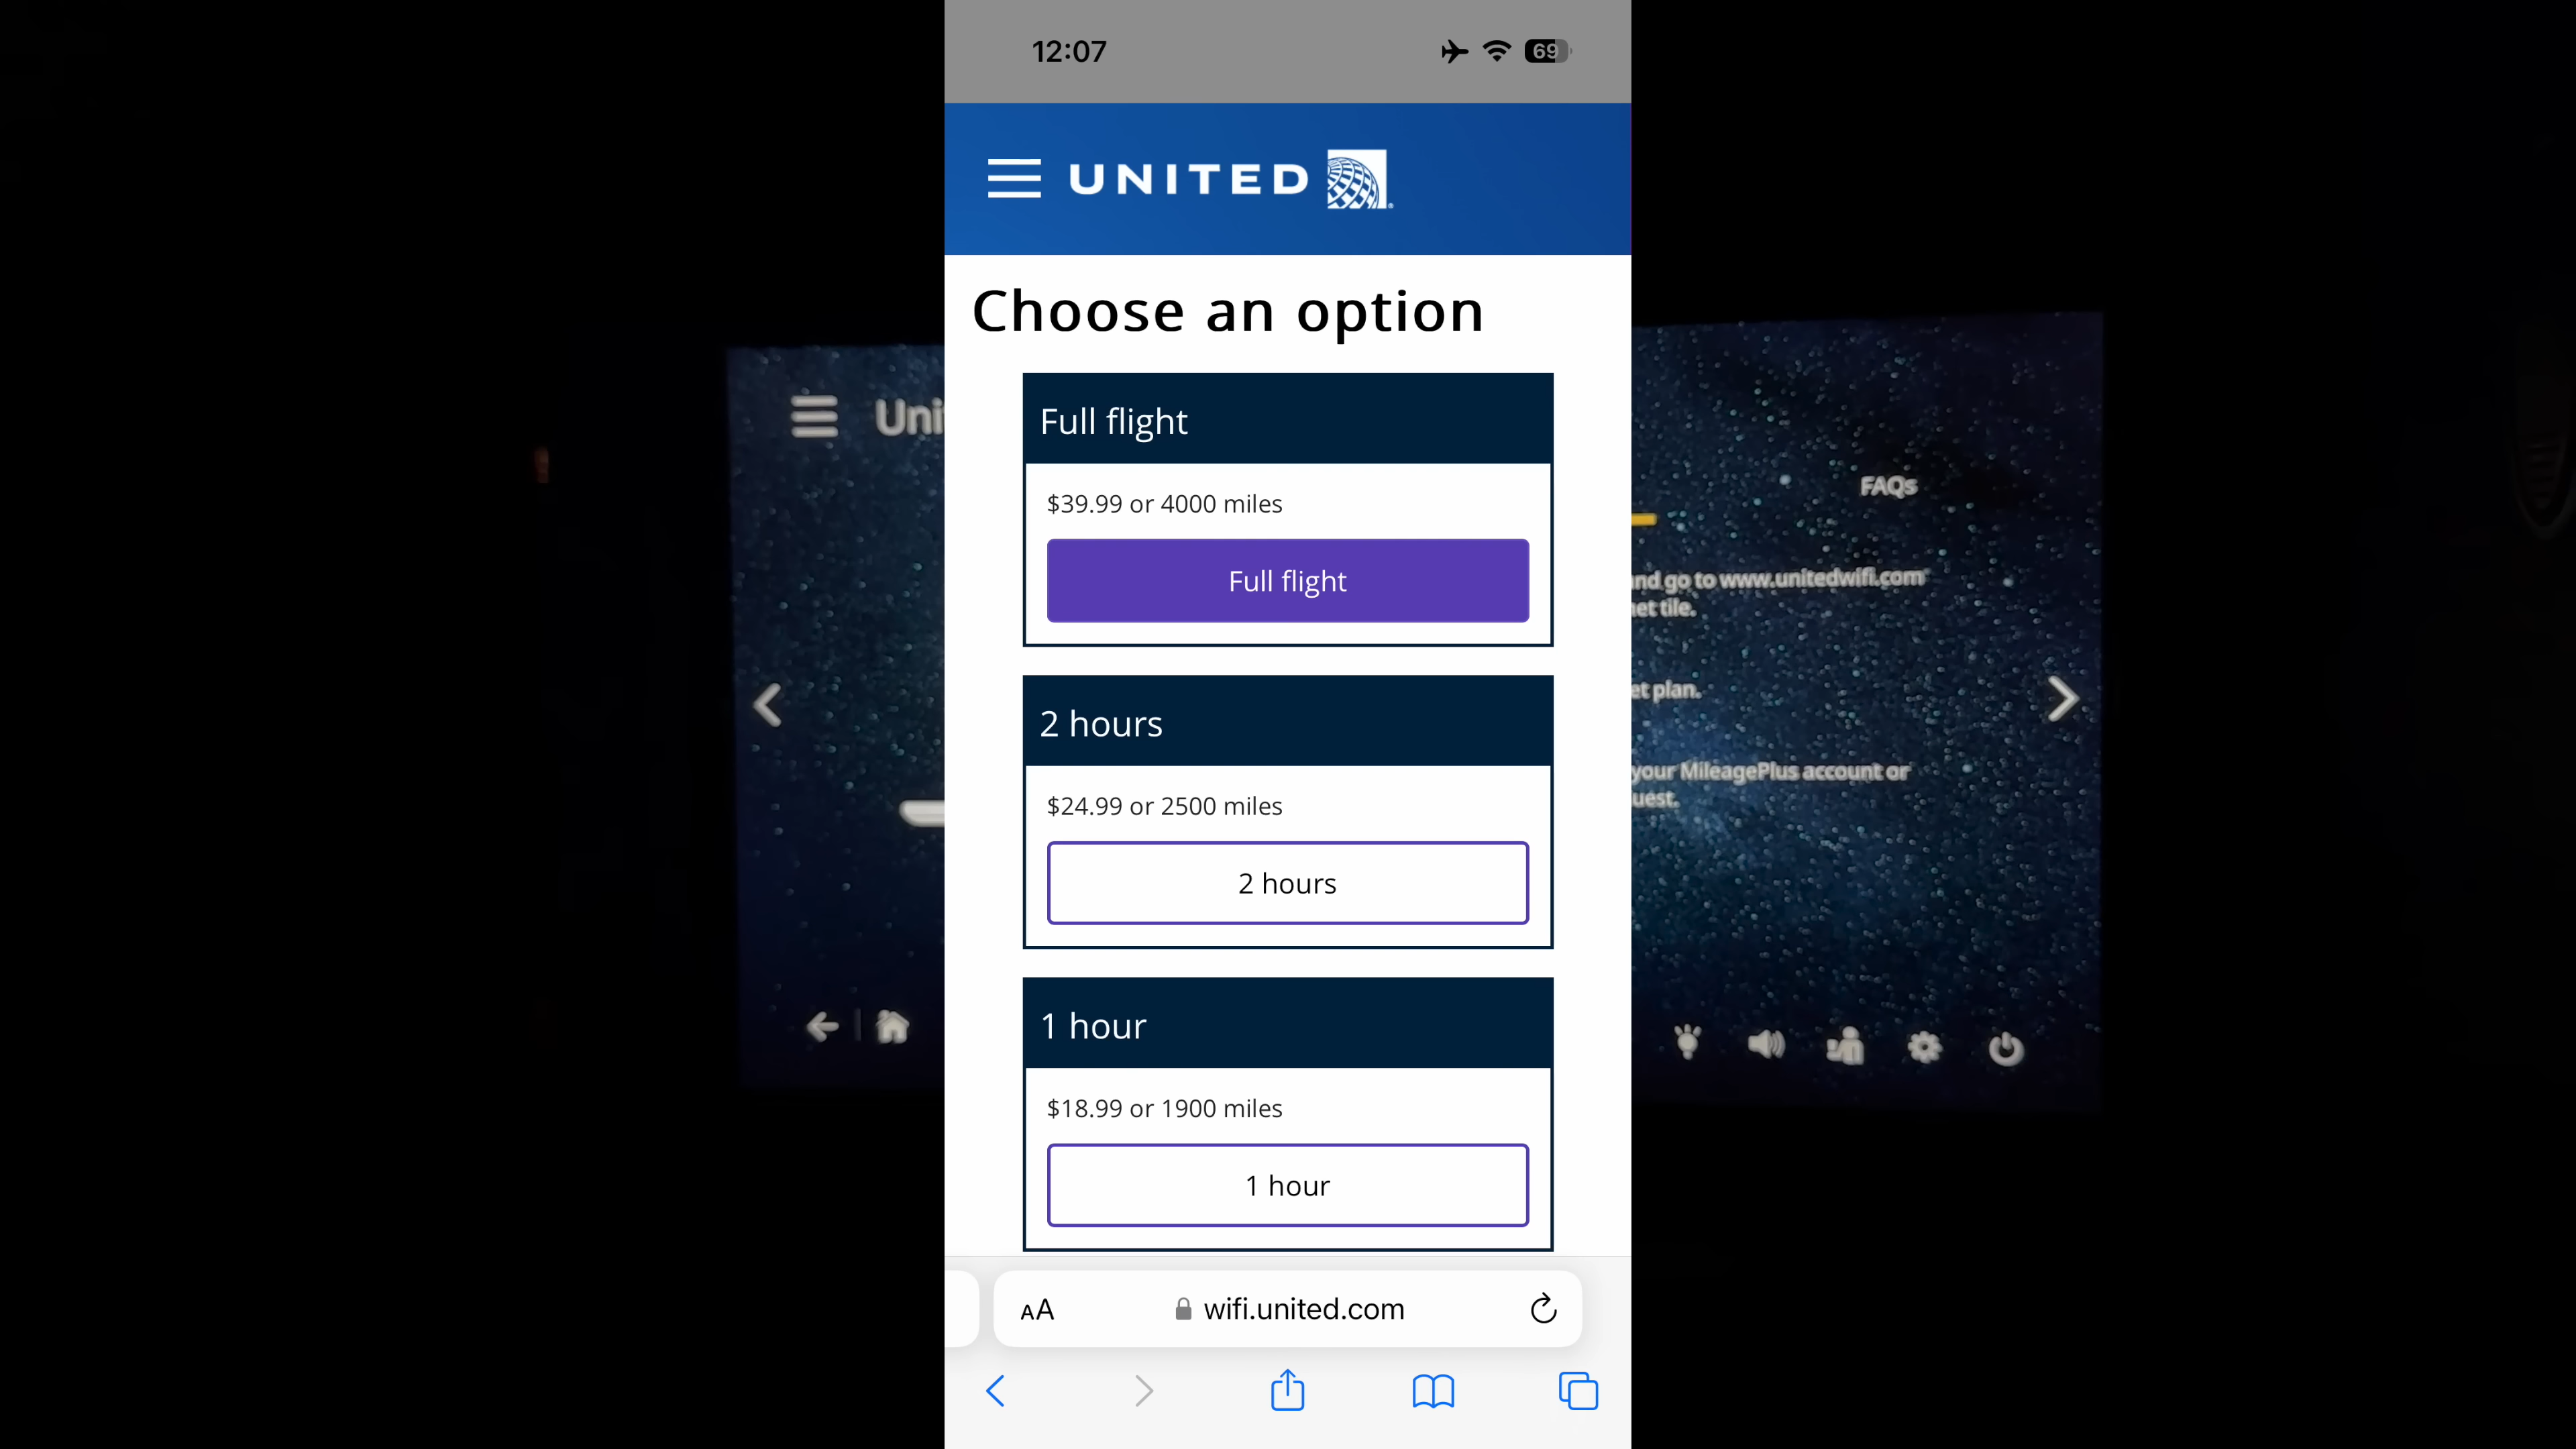 12:07
69
UNITED
Choose an option
Full flight
$39.99 or 4000 miles
Full flight
2 hours
$24.99 or 2500 miles
2 hours
1 hour
$18.99 or 1900 miles
1 hour
AA
wifi.united.com
Uni
FAQs
nd go to www.unitedwifi.com
et tile.
et plan.
your MileagePlus account or
uest.